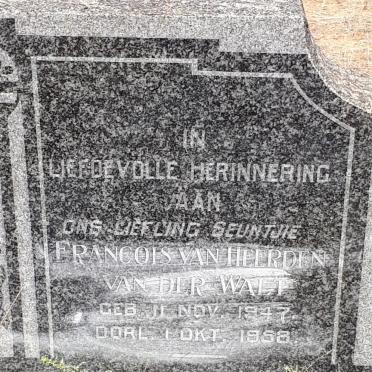 IN
LIEFDEVOLLE HERINNERING
AAN
ONS LIEFLING SEUNTJIE
FRANCOIS VAN HEERDEN
VAN DER WALT
GEB. 11 NOV. 1947.
OORL. 1 OKT. 1958.